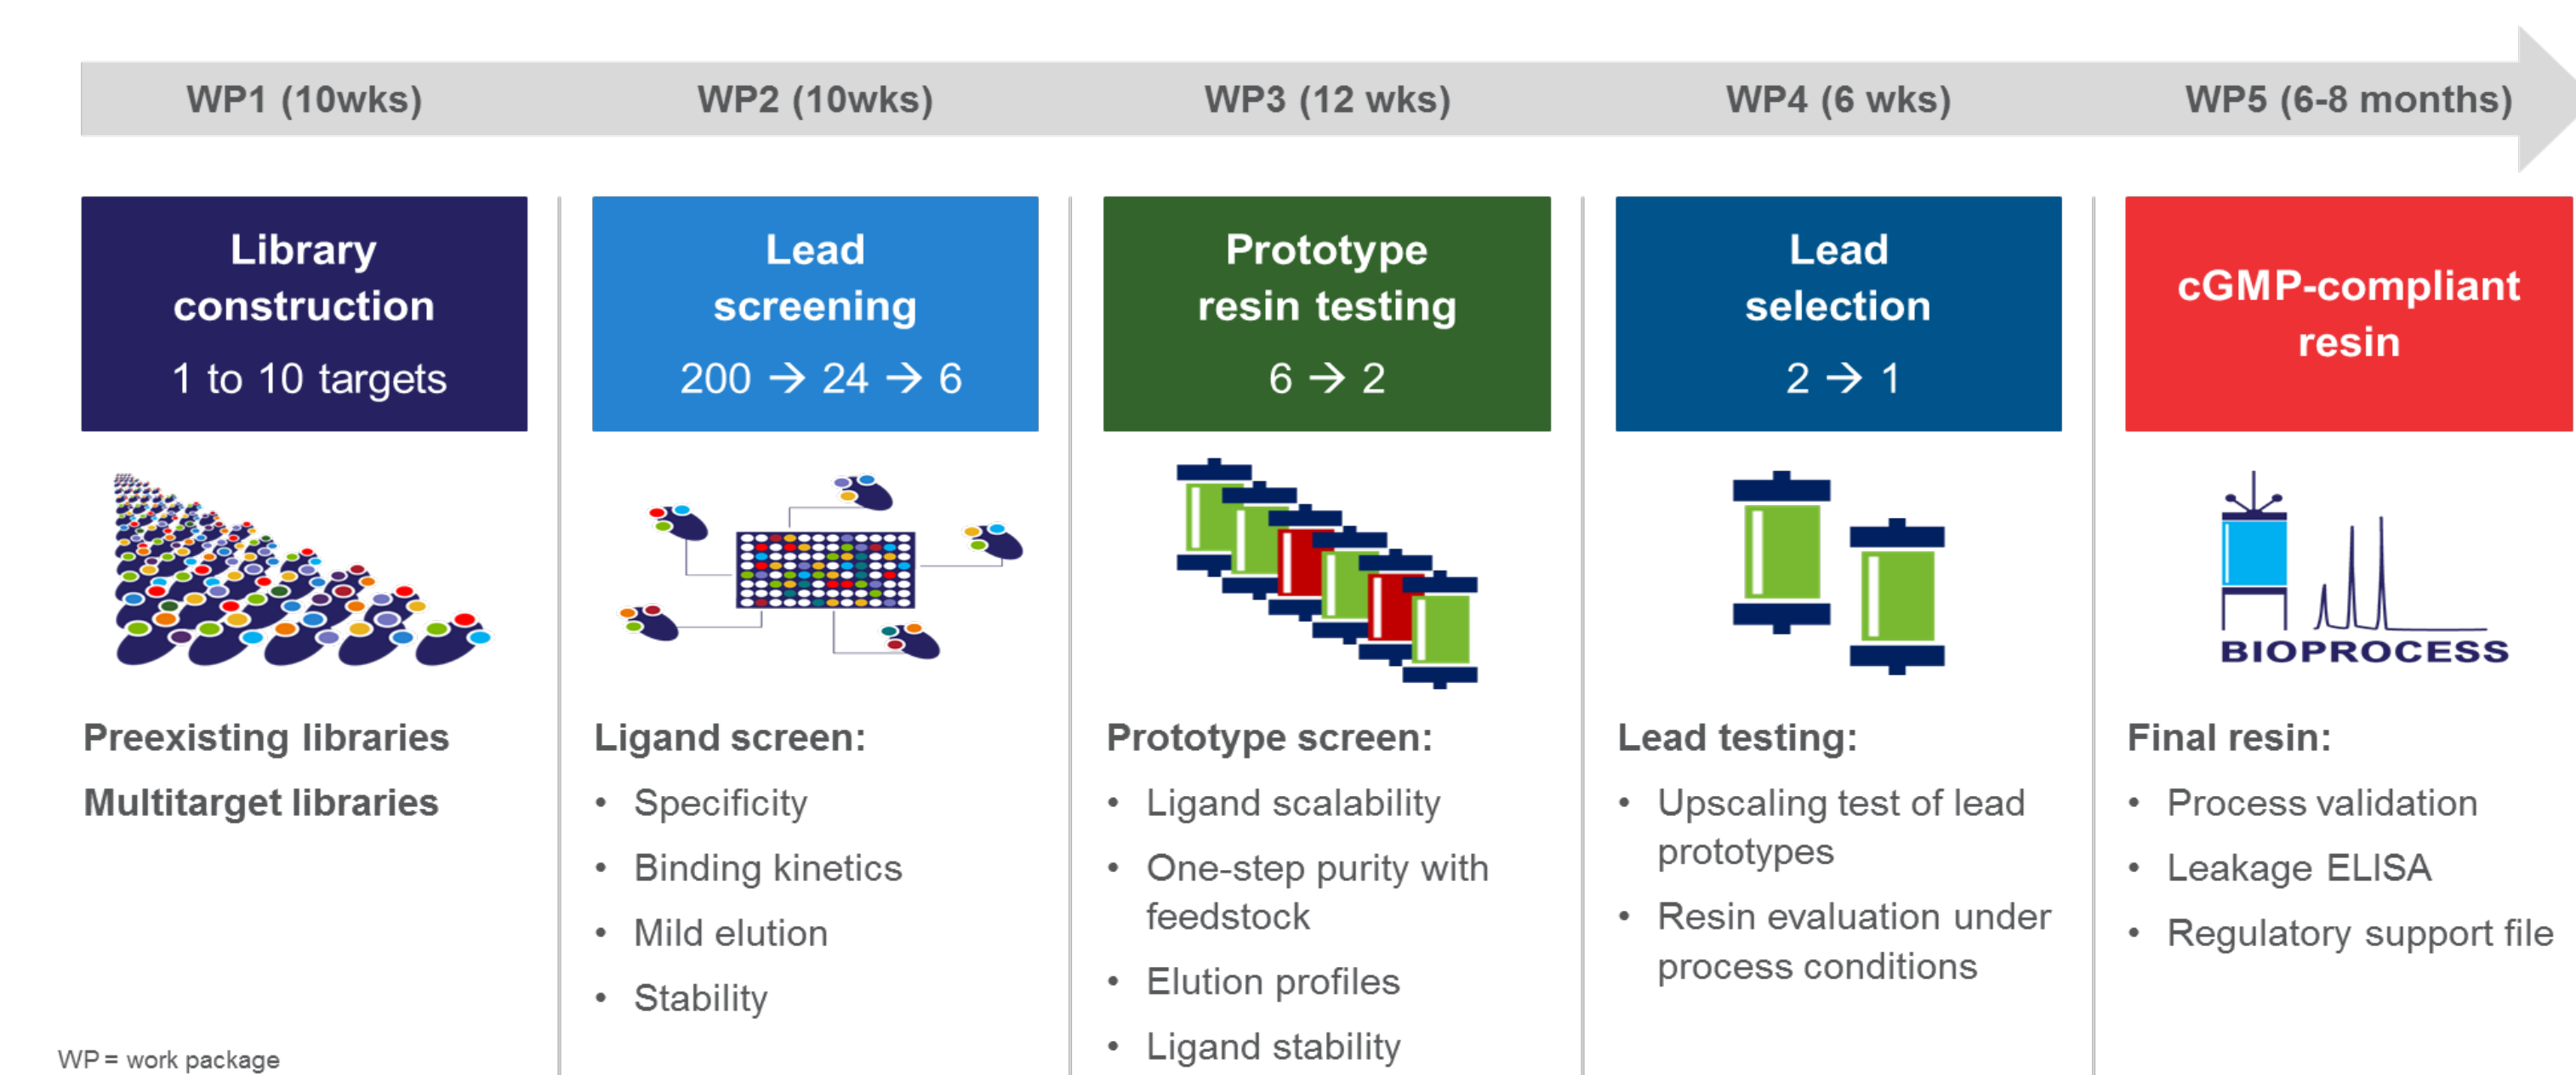 WP1 (10wks)
WP2 (10wks)
WP3 (12 wks)
WP4 (6 wks)
WP5 (6-8 months)
Library
construction
1 to 10 targets
Lead
screening
200 → 24 → 6
Prototype
resin testing
6 → 2
Lead
selection
2 → 1
cGMP-compliant
resin
BIOPROCESS
Preexisting libraries
Multitarget libraries
Ligand screen:
• Specificity
• Binding kinetics
• Mild elution
• Stability
Prototype screen:
• Ligand scalability
• One-step purity with
feedstock
• Elution profiles
• Ligand stability
Lead testing:
• Upscaling test of lead
prototypes
• Resin evaluation under
process conditions
Final resin:
• Process validation
• Leakage ELISA
• Regulatory support file
WP = work package